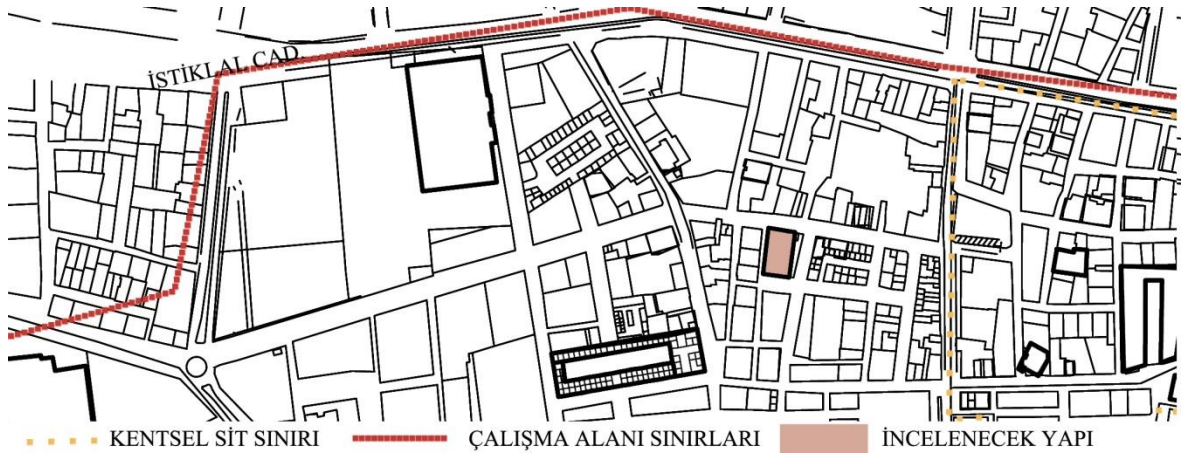 İSTİKLAL CAD.
KENTSEL SİT SINIRI
ÇALIŞMA ALANI SINIRLARI
İNCELENECEK YAPI